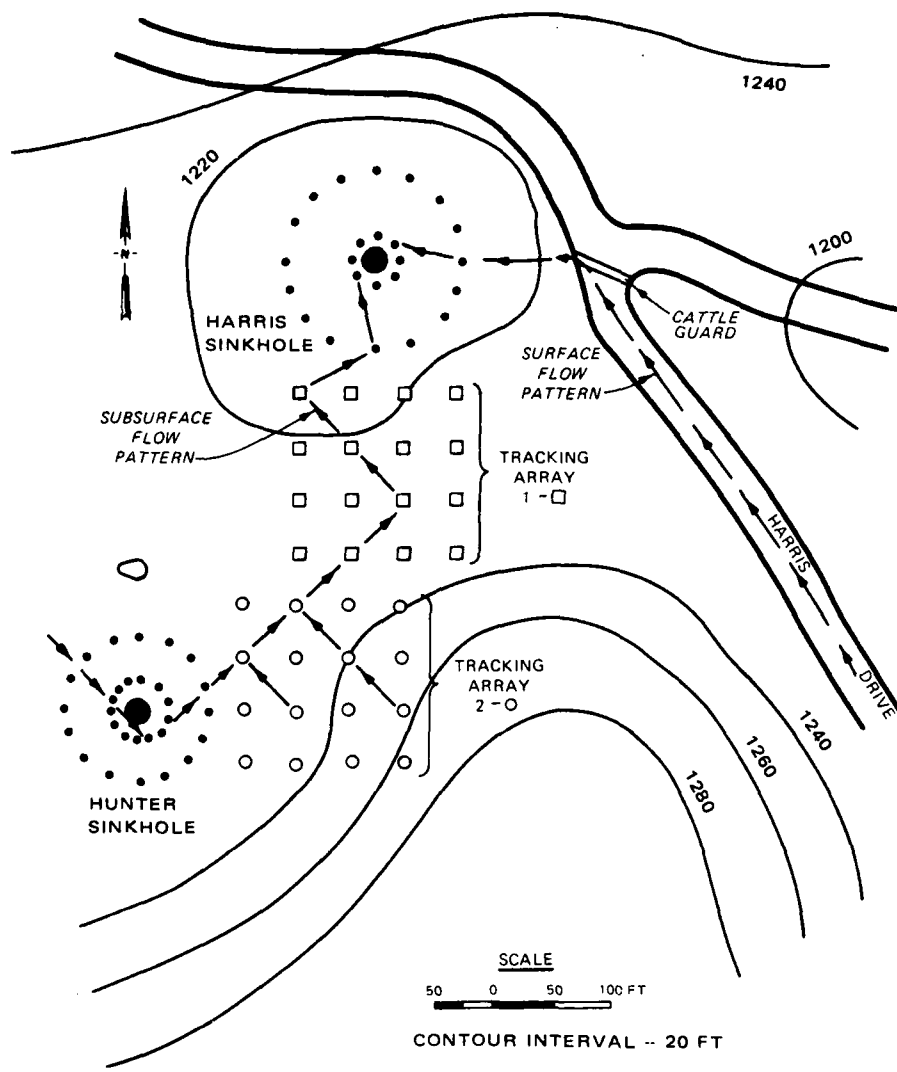 1240
1220
N
1200
HARRIS
SINKHOLE
CATTLE
GUARD
SURFACE
FLOW
PATTERN
SUBSURFACE
FLOW
PATTERN
TRACKING
ARRAY
1 - □
HARRIS
DRIVE
TRACKING
ARRAY
2 - ○
HUNTER
SINKHOLE
1240
1260
1280
SCALE
50 0 50 100 FT
CONTOUR INTERVAL -- 20 FT